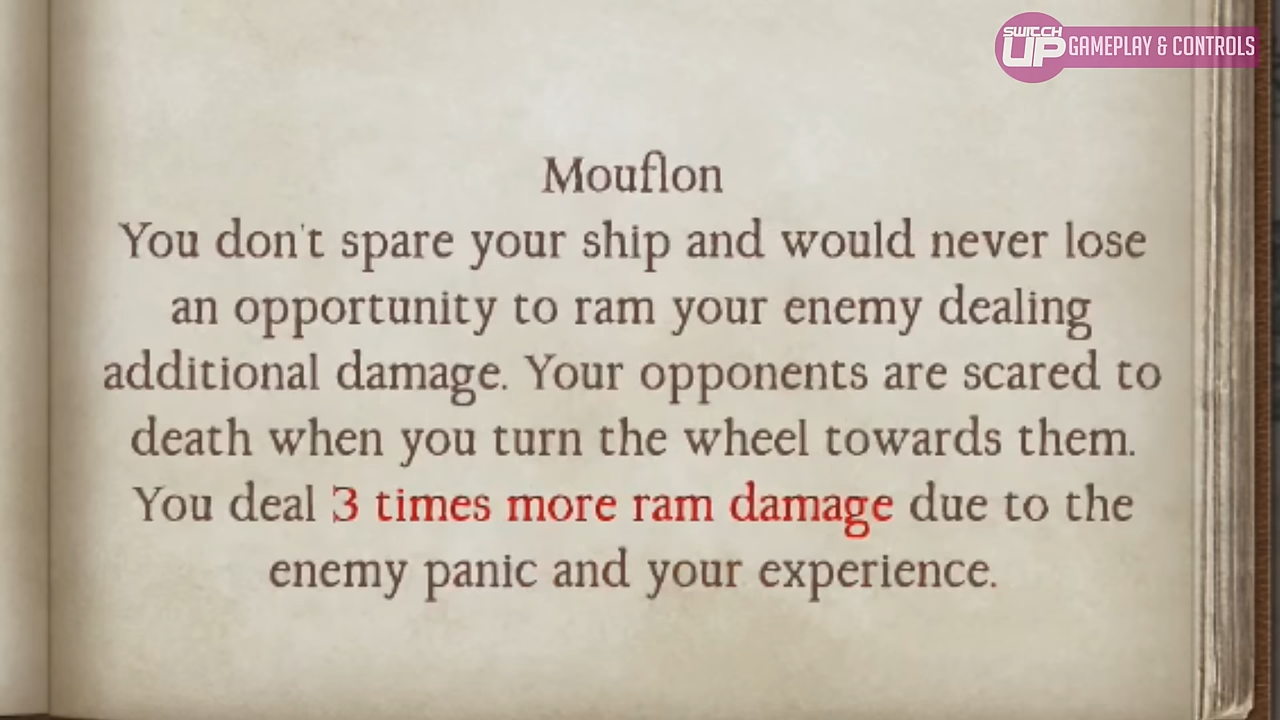 SWITCH
UP GAMEPLAY & CONTROLS
Mouflon
You don't spare your ship and would never lose
an opportunity to ram your enemy dealing
additional damage. Your opponents are scared to
death when you turn the wheel towards them.
You deal 3 times more ram damage due to the
enemy panic and your experience.